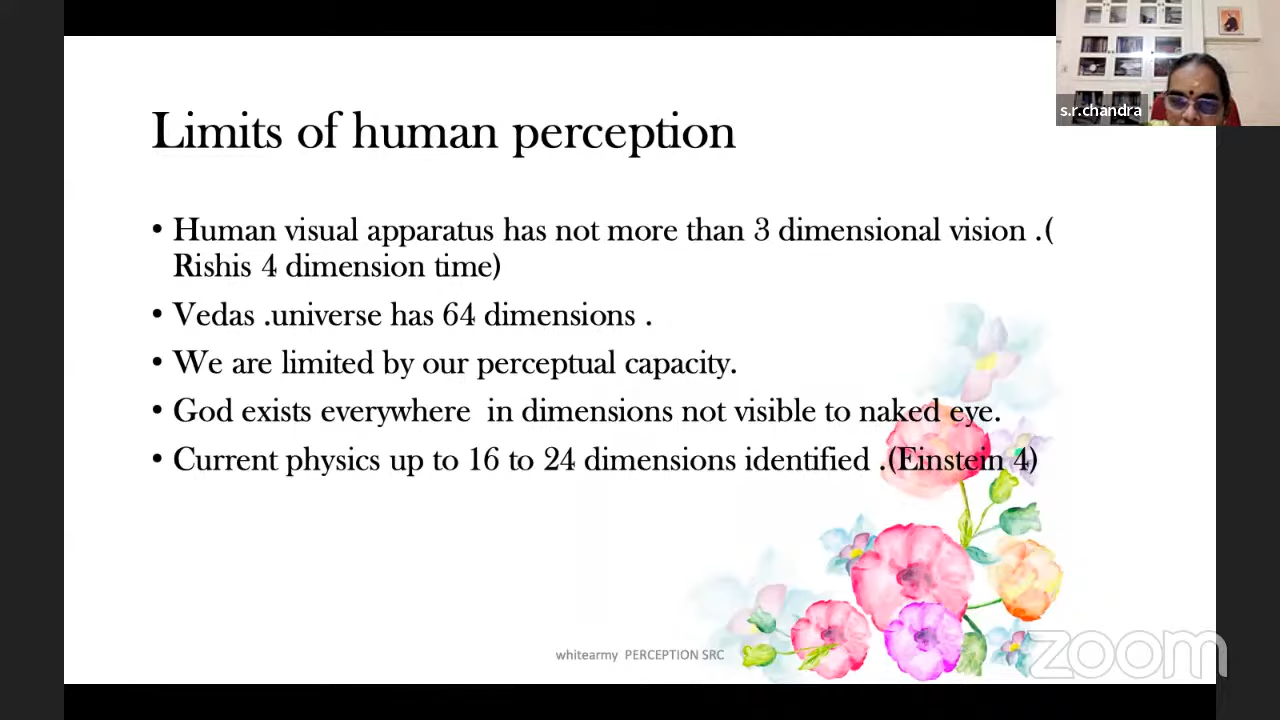 s.r.chandra
Limits of human perception
• Human visual apparatus has not more than 3 dimensional vision .(
Rishis 4 dimension time)
• Vedas .universe has 64 dimensions .
• We are limited by our perceptual capacity.
• God exists everywhere in dimensions not visible to naked eye.
• Current physics up to 16 to 24 dimensions identified .(Einstein 4)
whitearmy PERCEPTION SRC
zoom